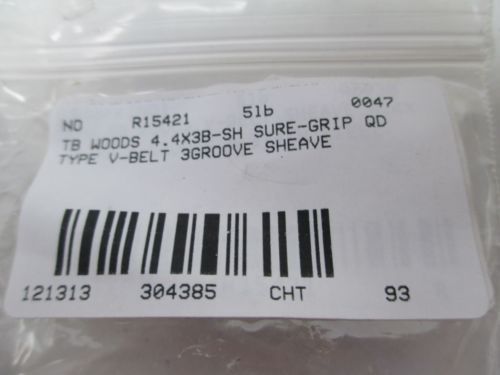 NO R15421 5lb 0047
TB WOODS 4.4X3B-SH SURE-GRIP QD
TYPE V-BELT 3GROOVE SHEAVE
121313 304385 CHT 93